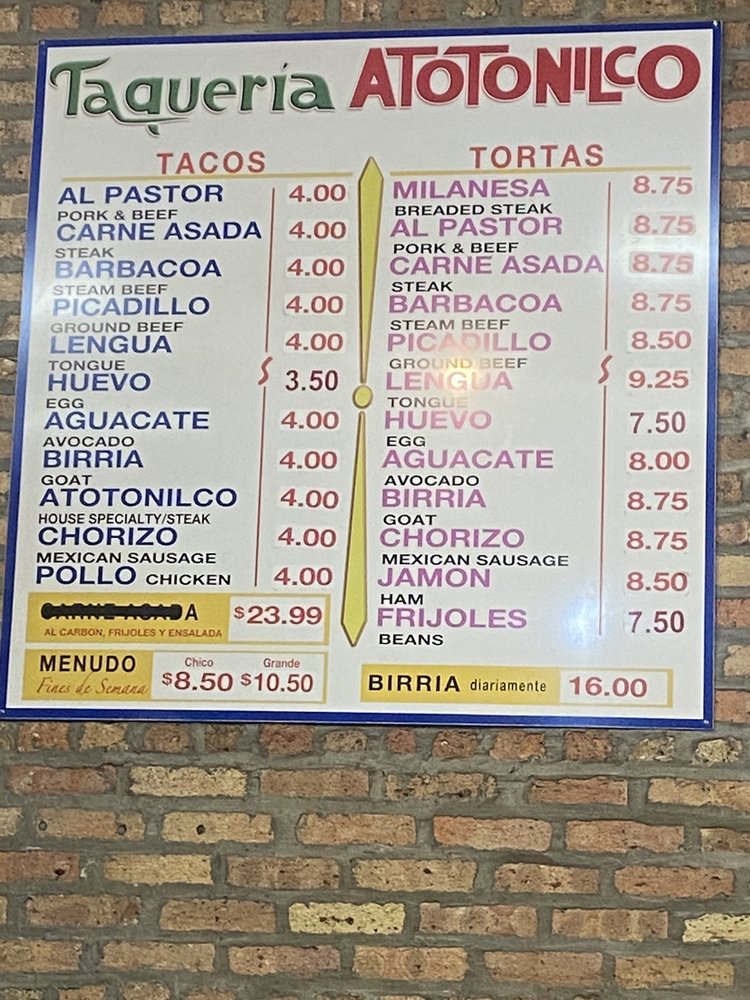 Taquería ATOTONILCO
TACOS
AL PASTOR 4.00
PORK & BEEF
CARNE ASADA 4.00
STEAK
BARBACOA 4.00
STEAM BEEF
PICADILLO 4.00
GROUND BEEF
LENGUA 4.00
TONGUE
HUEVO 3.50
EGG
AGUACATE 4.00
AVOCADO
BIRRIA 4.00
GOAT
ATOTONILCO 4.00
HOUSE SPECIALTY/STEAK
CHORIZO 4.00
MEXICAN SAUSAGE
POLLO CHICKEN 4.00
A $23.99
AL CARBON, FRIJOLES Y ENSALADA
MENUDO Chico Grande
Fines de Semana $8.50 $10.50
TORTAS
MILANESA 8.75
BREADED STEAK
AL PASTOR 8.75
PORK & BEEF
CARNE ASADA 8.75
STEAK
BARBACOA 8.75
STEAM BEEF
PICADILLO 8.50
GROUND BEEF
LENGUA 9.25
TONGUE
HUEVO 7.50
EGG
AGUACATE 8.00
AVOCADO
BIRRIA 8.75
GOAT
CHORIZO 8.75
MEXICAN SAUSAGE
JAMON 8.50
HAM
FRIJOLES 7.50
BEANS
BIRRIA diariamente 16.00